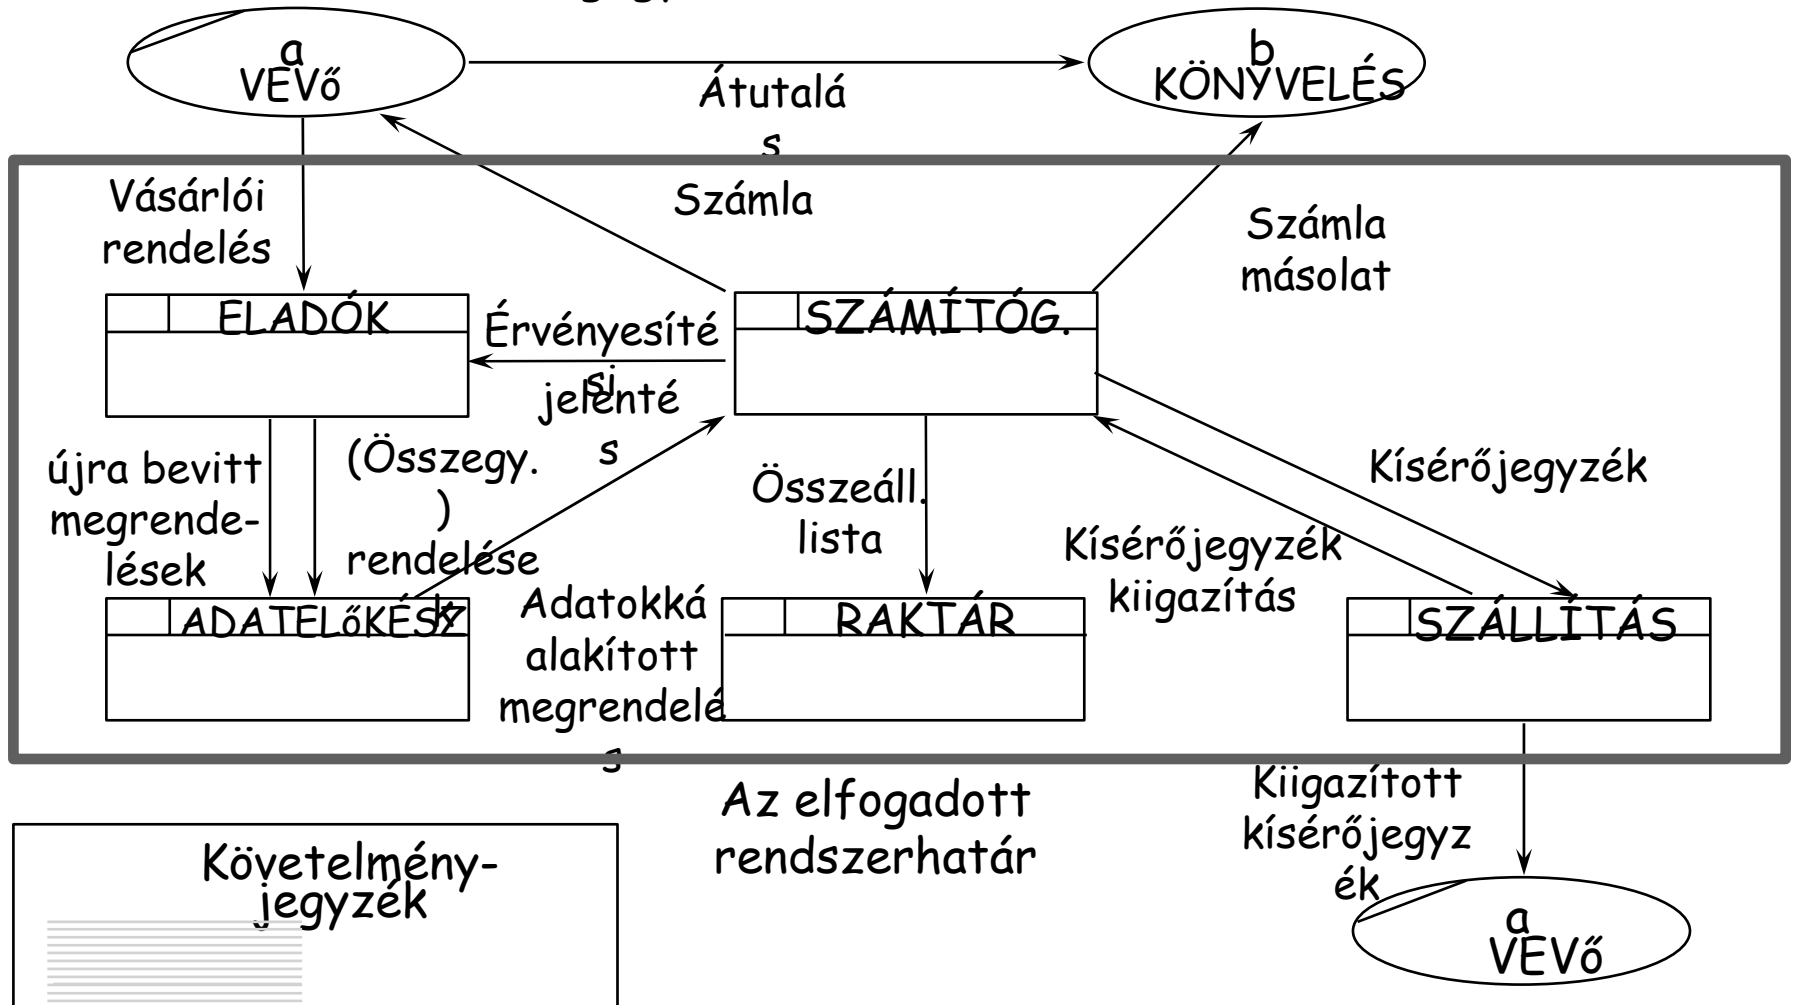 a
VEVő
b
KÖNYVELÉS
Átutalá
s
Vásárlói
rendelés
Számla
Számla
másolat
ELADÓK
Érvényesíté
si
jelenté
s
SZÁMÍTÓG.
újra bevitt
megrende-
lések
(Összegy.
)
rendelése
k
Összeáll.
lista
Kísérőjegyzék
Kísérőjegyzék
kiigazítás
ADATELőKÉSZ
Adatokká
alakított
megrendelé
s
RAKTÁR
SZÁLLÍTÁS
Az elfogadott
rendszerhatár
Kiigazított
kísérőjegyz
ék
Követelmény-
jegyzék
a
VEVő